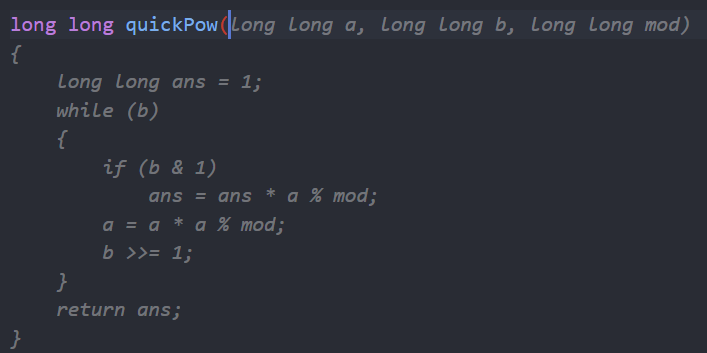 long long quickPow(long long a, long long b, long long mod)
{
    long long ans = 1;
    while (b)
    {
        if (b & 1)
            ans = ans * a % mod;
        a = a * a % mod;
        b >>= 1;
    }
    return ans;
}